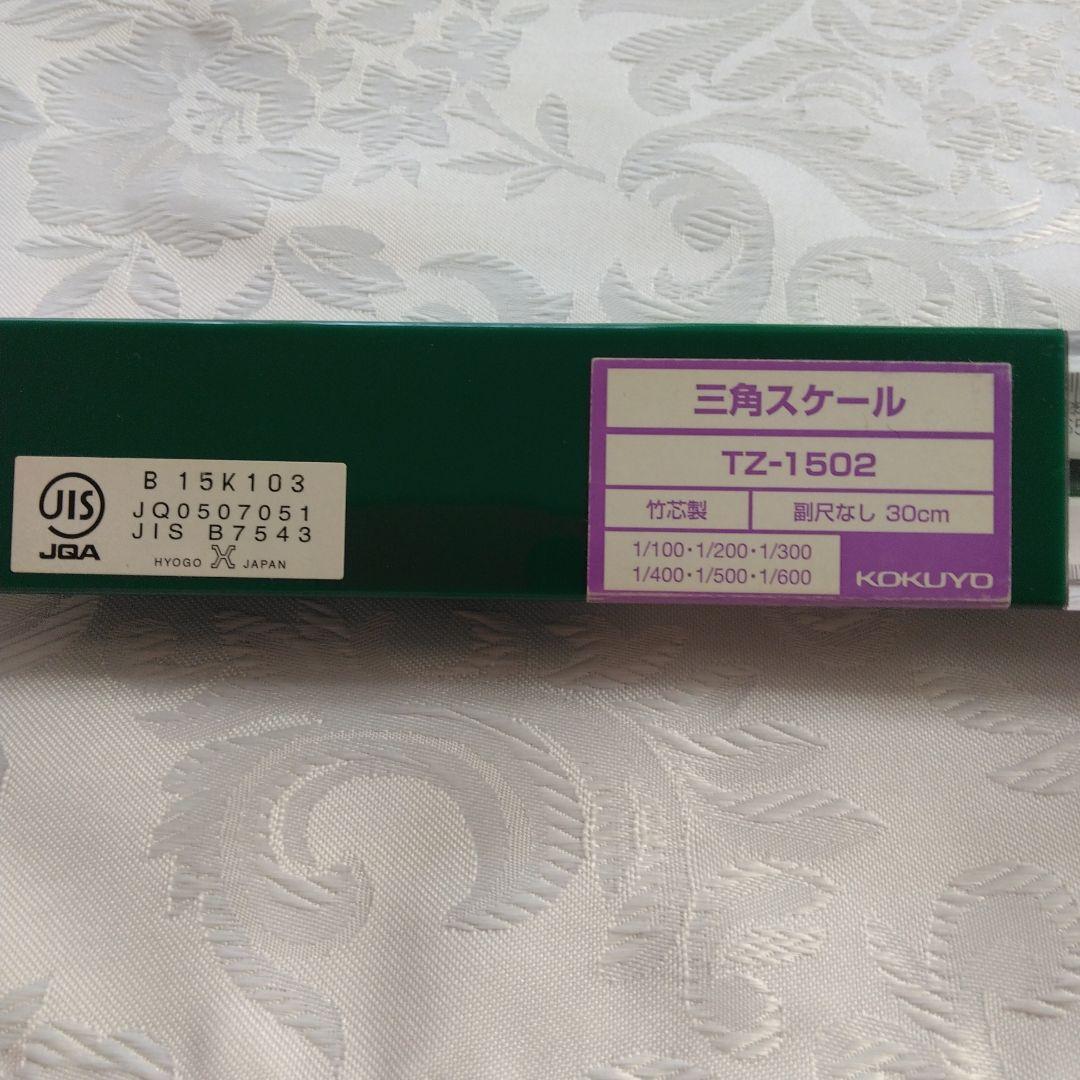 三角スケール
TZ-1502
竹芯製
副尺なし 30cm
1/100・1/200・1/300
1/400・1/500・1/600
KOKUYO
JIS
JQA
B 15K103
JQ0507051
JIS B7543
HYOGO JAPAN